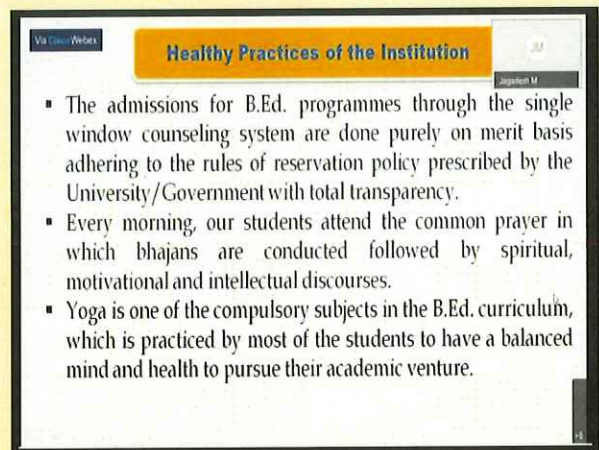 Via Cisco Webex
Healthy Practices of the Institution
JM
Jagadesh M
▪ The admissions for B.Ed. programmes through the single
window counseling system are done purely on merit basis
adhering to the rules of reservation policy prescribed by the
University/Government with total transparency.
▪ Every morning, our students attend the common prayer in
which bhajans are conducted followed by spiritual,
motivational and intellectual discourses.
▪ Yoga is one of the compulsory subjects in the B.Ed. curriculum,
which is practiced by most of the students to have a balanced
mind and health to pursue their academic venture.